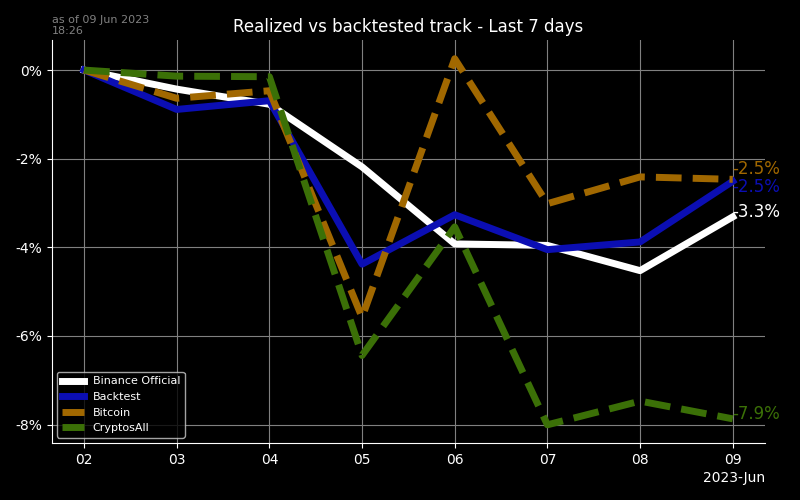 as of 09 Jun 2023
18:26
Realized vs backtested track - Last 7 days
0%
-2%
-4%
-6%
-8%
-2.5%
-2.5%
-3.3%
-7.9%
Binance Official
Backtest
Bitcoin
CryptosAll
02 03 04 05 06 07 08 09
2023-Jun